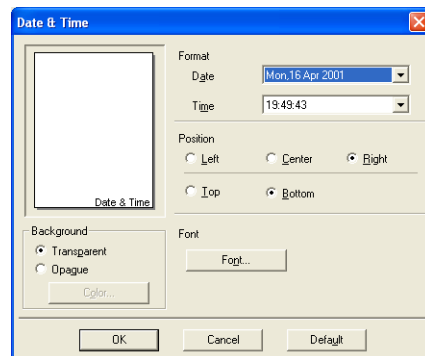 Date & Time
Format
Date Mon,16 Apr 2001
Time 19:49:43
Position
Left Center Right
Top Bottom
Date & Time
Background
Transparent
Opaque
Color...
Font
Font...
OK Cancel Default